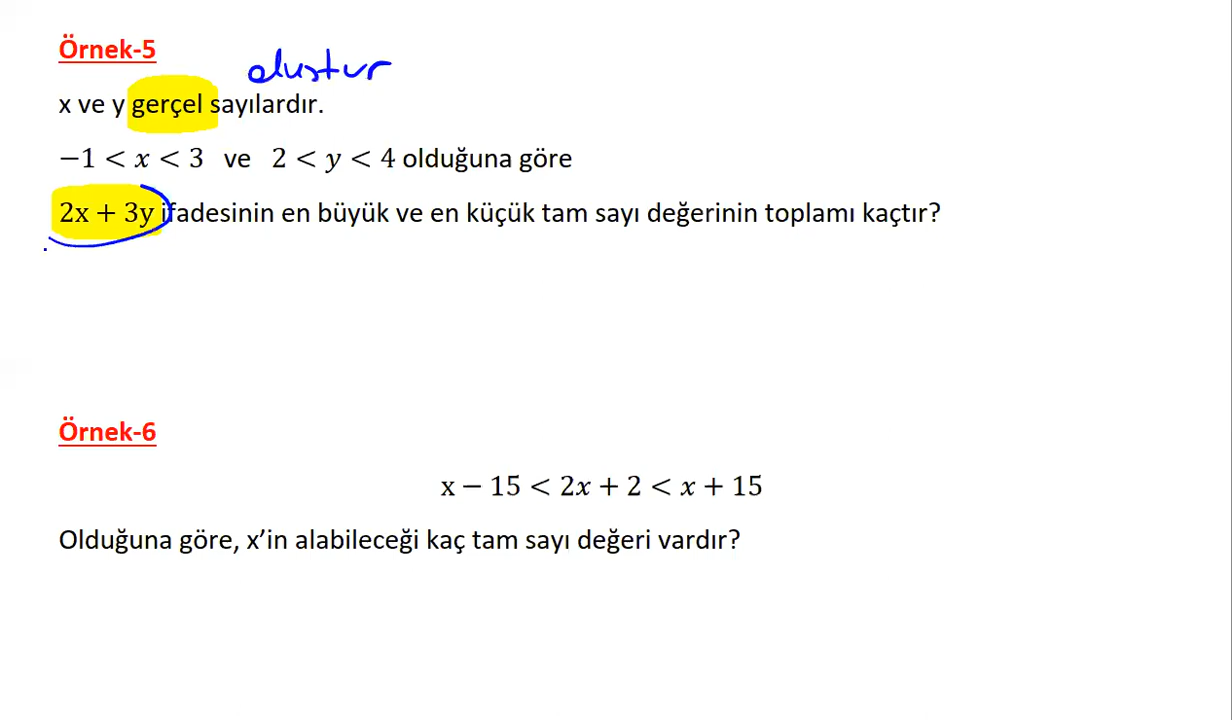 Örnek-5
olustur
x ve y gerçel sayılardır.
−1 < x < 3 ve 2 < y < 4 olduğuna göre
2x + 3y ifadesinin en büyük ve en küçük tam sayı değerinin toplamı kaçtır?
Örnek-6
x − 15 < 2x + 2 < x + 15
Olduğuna göre, x’in alabileceği kaç tam sayı değeri vardır?